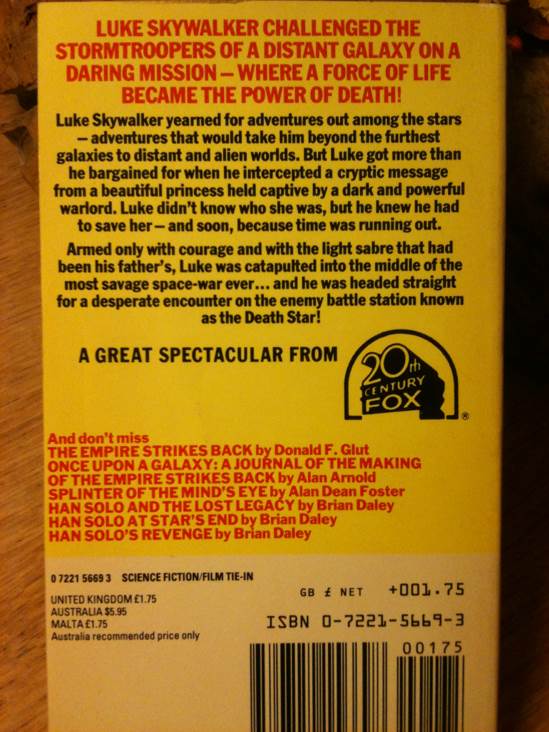 LUKE SKYWALKER CHALLENGED THE
STORMTROOPERS OF A DISTANT GALAXY ON A
DARING MISSION – WHERE A FORCE OF LIFE
BECAME THE POWER OF DEATH!
Luke Skywalker yearned for adventures out among the stars
– adventures that would take him beyond the furthest
galaxies to distant and alien worlds. But Luke got more than
he bargained for when he intercepted a cryptic message
from a beautiful princess held captive by a dark and powerful
warlord. Luke didn't know who she was, but he knew he had
to save her – and soon, because time was running out.
Armed only with courage and with the light sabre that had
been his father's, Luke was catapulted into the middle of the
most savage space-war ever... and he was headed straight
for a desperate encounter on the enemy battle station known
as the Death Star!
A GREAT SPECTACULAR FROM
20th
CENTURY
FOX
®
And don't miss
THE EMPIRE STRIKES BACK by Donald F. Glut
ONCE UPON A GALAXY: A JOURNAL OF THE MAKING
OF THE EMPIRE STRIKES BACK by Alan Arnold
SPLINTER OF THE MIND'S EYE by Alan Dean Foster
HAN SOLO AND THE LOST LEGACY by Brian Daley
HAN SOLO AT STAR'S END by Brian Daley
HAN SOLO'S REVENGE by Brian Daley
0 7221 5669 3 SCIENCE FICTION/FILM TIE-IN
UNITED KINGDOM £1.75
AUSTRALIA $5.95
MALTA £1.75
Australia recommended price only
GB £ NET +001.75
ISBN 0-7221-5669-3
00175